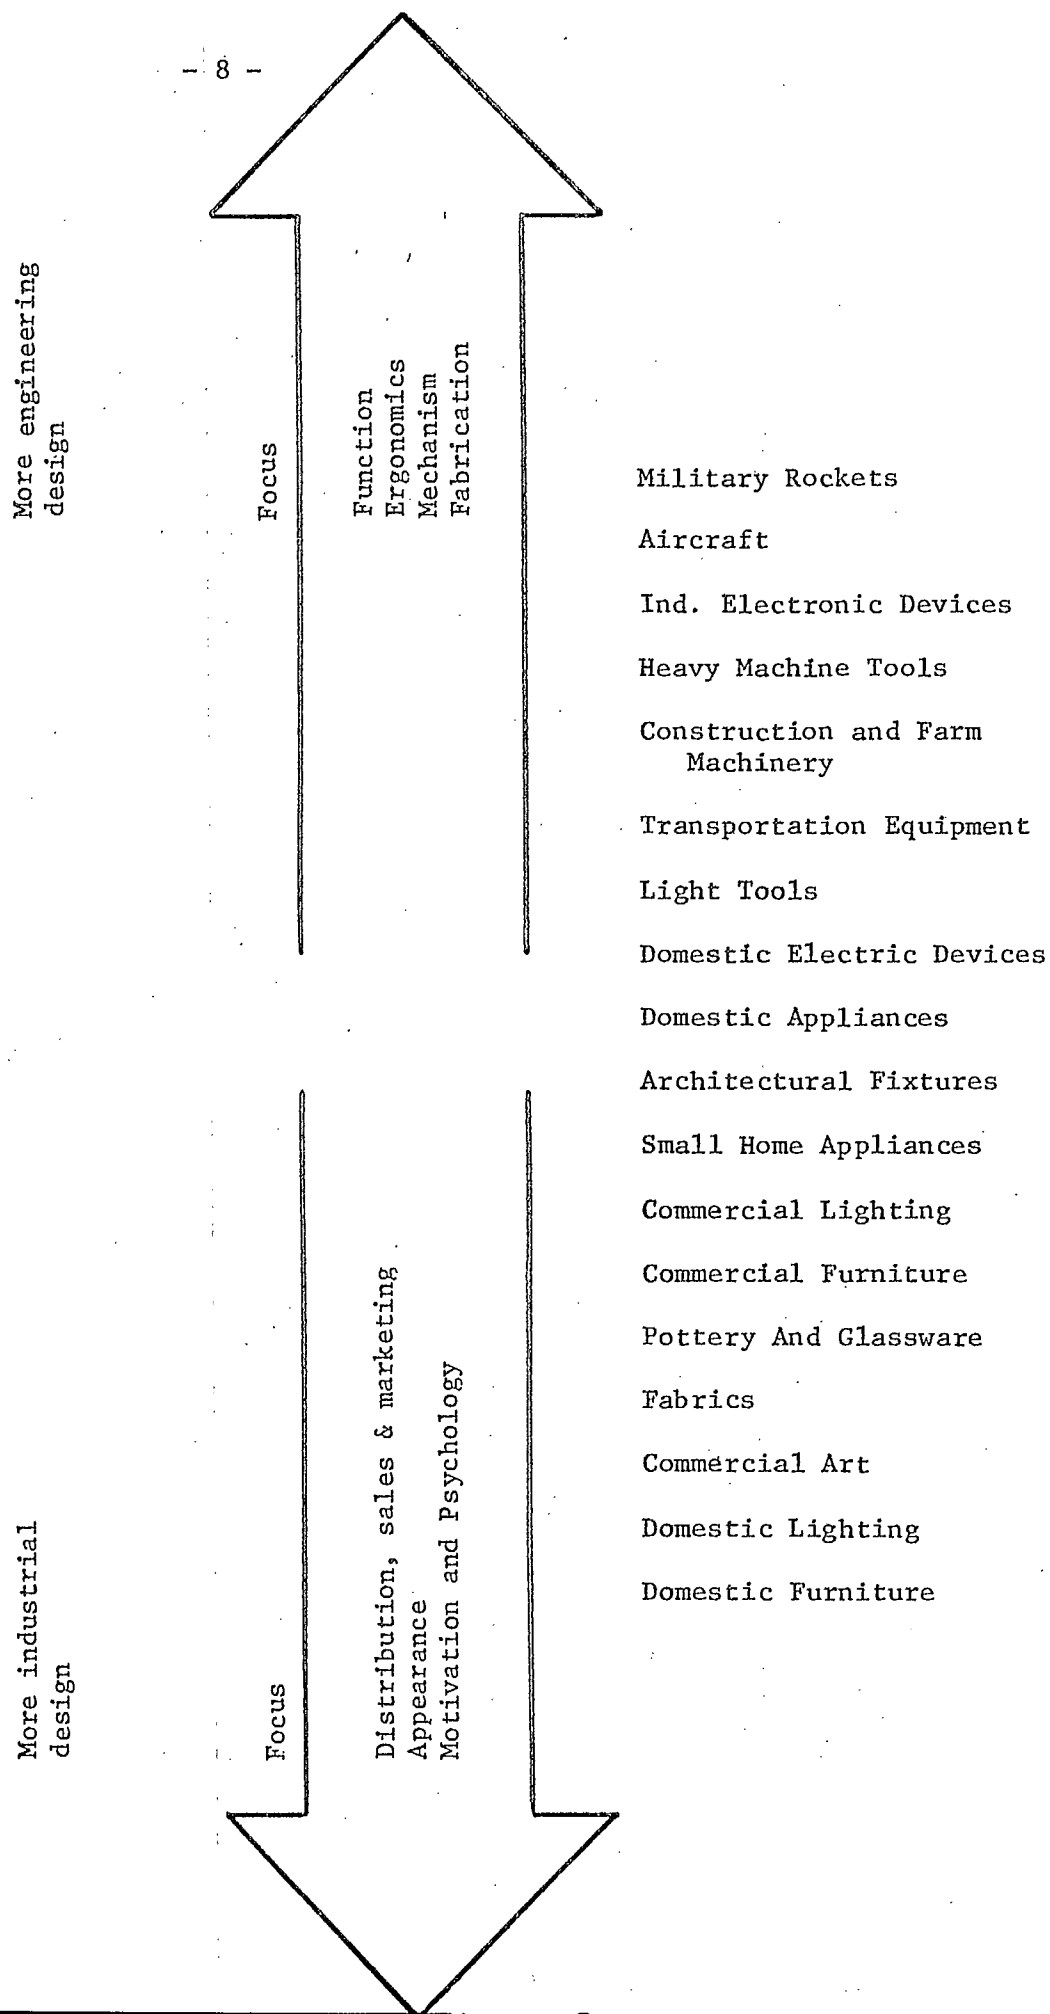 - 8 -
More engineering
design
Focus
Function
Ergonomics
Mechanism
Fabrication
Military Rockets
Aircraft
Ind. Electronic Devices
Heavy Machine Tools
Construction and Farm
Machinery
Transportation Equipment
Light Tools
Domestic Electric Devices
Domestic Appliances
Architectural Fixtures
Small Home Appliances
Commercial Lighting
Commercial Furniture
Pottery And Glassware
Fabrics
Commercial Art
Domestic Lighting
Domestic Furniture
More industrial
design
Focus
Distribution, sales & marketing
Appearance
Motivation and Psychology